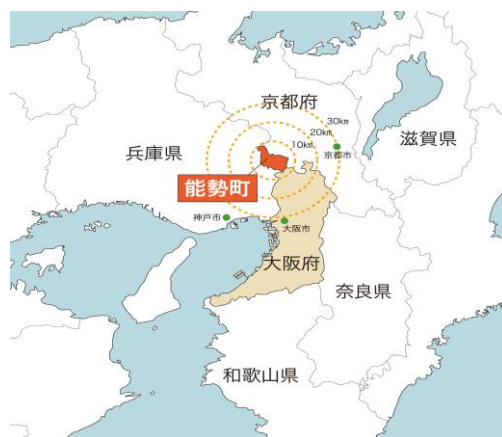 30km
京都府
20km
滋賀県
10km
京都市
兵庫県
能勢町
神戸市
大阪市
大阪府
奈良県
和歌山県